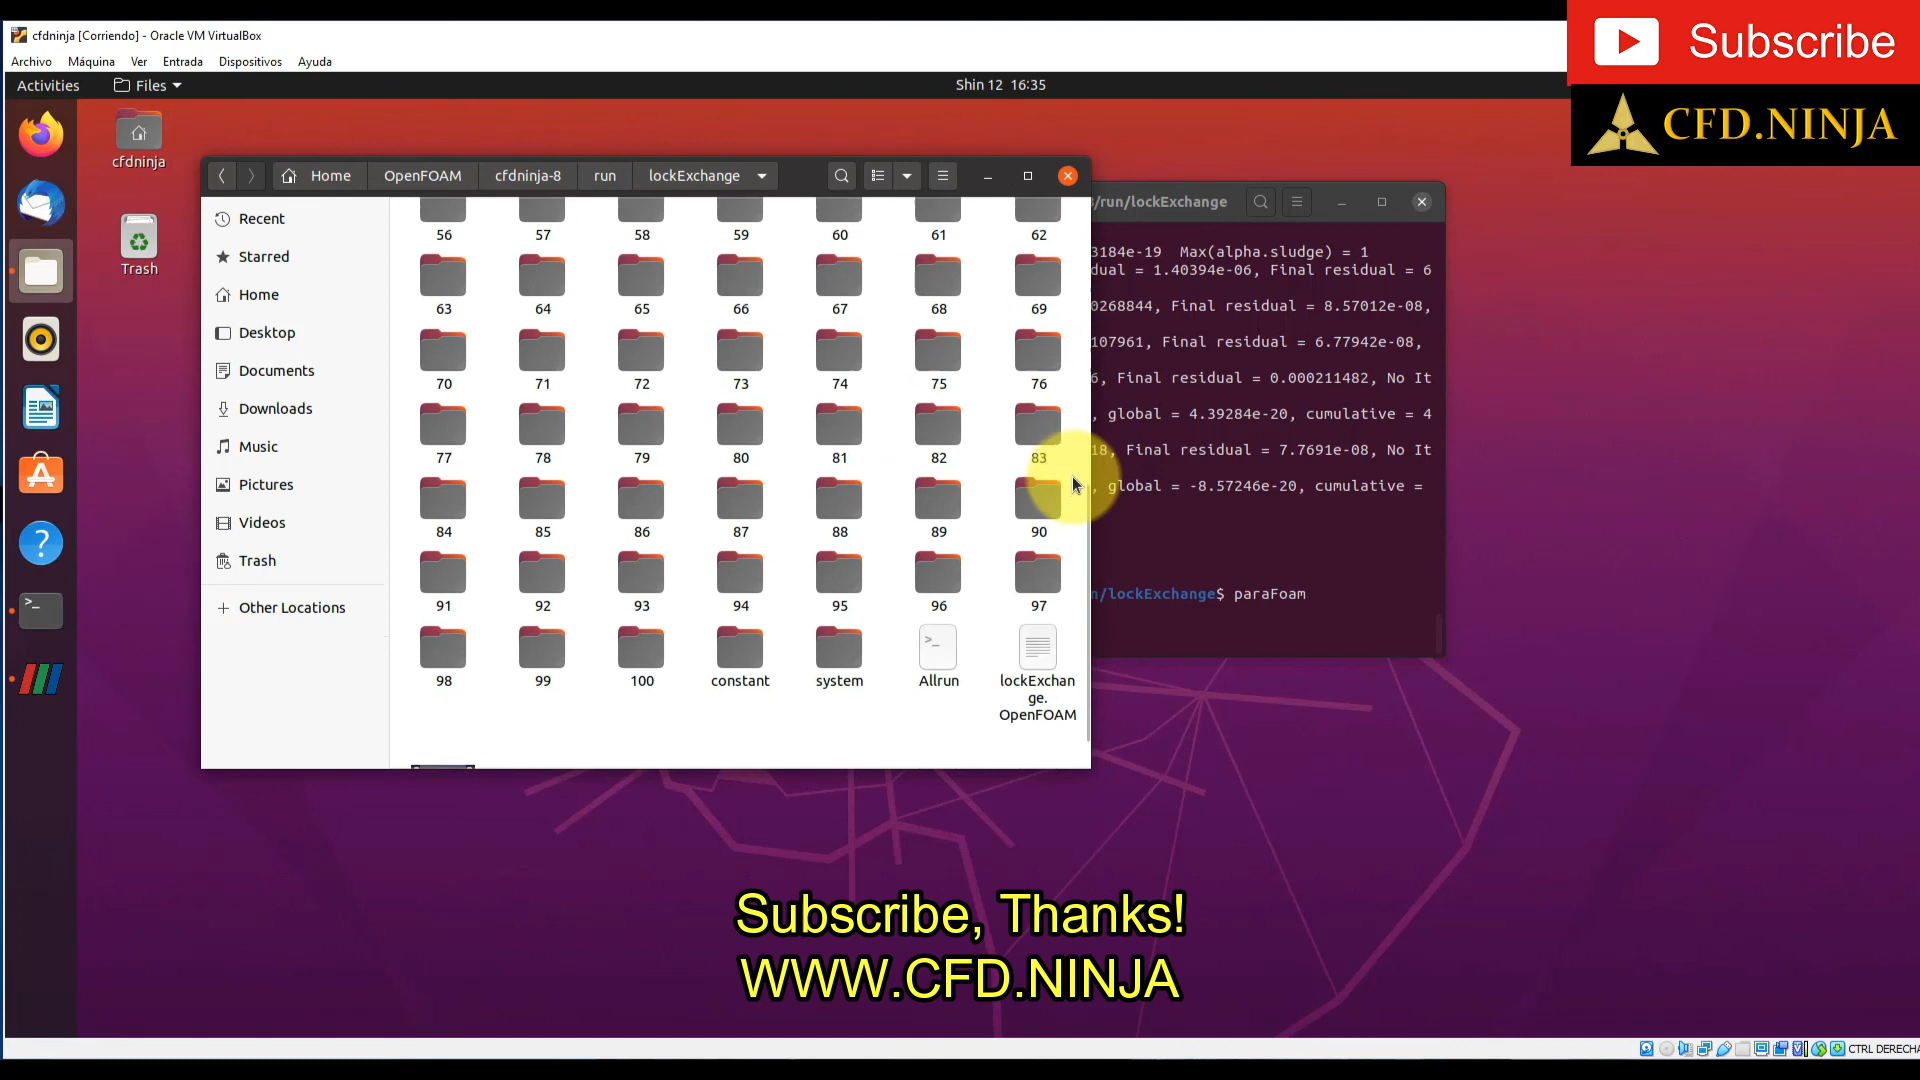 cfdninja [Corriendo] - Oracle VM VirtualBox
Archivo Máquina Ver Entrada Dispositivos Ayuda
Subscribe
Activities Files Shin 12 16:35
CFD.NINJA
cfdninja
Trash
Home OpenFOAM cfdninja-8 run lockExchange
/run/lockExchange
Recent
Starred
Home
Desktop
Documents
Downloads
Music
Pictures
Videos
Trash
Other Locations
56 57 58 59 60 61 62
63 64 65 66 67 68 69
70 71 72 73 74 75 76
77 78 79 80 81 82 83
84 85 86 87 88 89 90
91 92 93 94 95 96 97
98 99 100 constant system Allrun lockExchan
ge.
OpenFOAM
3184e-19 Max(alpha.sludge) = 1
dual = 1.40394e-06, Final residual = 6
0268844, Final residual = 8.57012e-08,
107961, Final residual = 6.77942e-08,
6, Final residual = 0.000211482, No It
, global = 4.39284e-20, cumulative = 4
18, Final residual = 7.7691e-08, No It
, global = -8.57246e-20, cumulative =
n/lockExchange$ paraFoam
Subscribe, Thanks!
WWW.CFD.NINJA
CTRL DERECHA